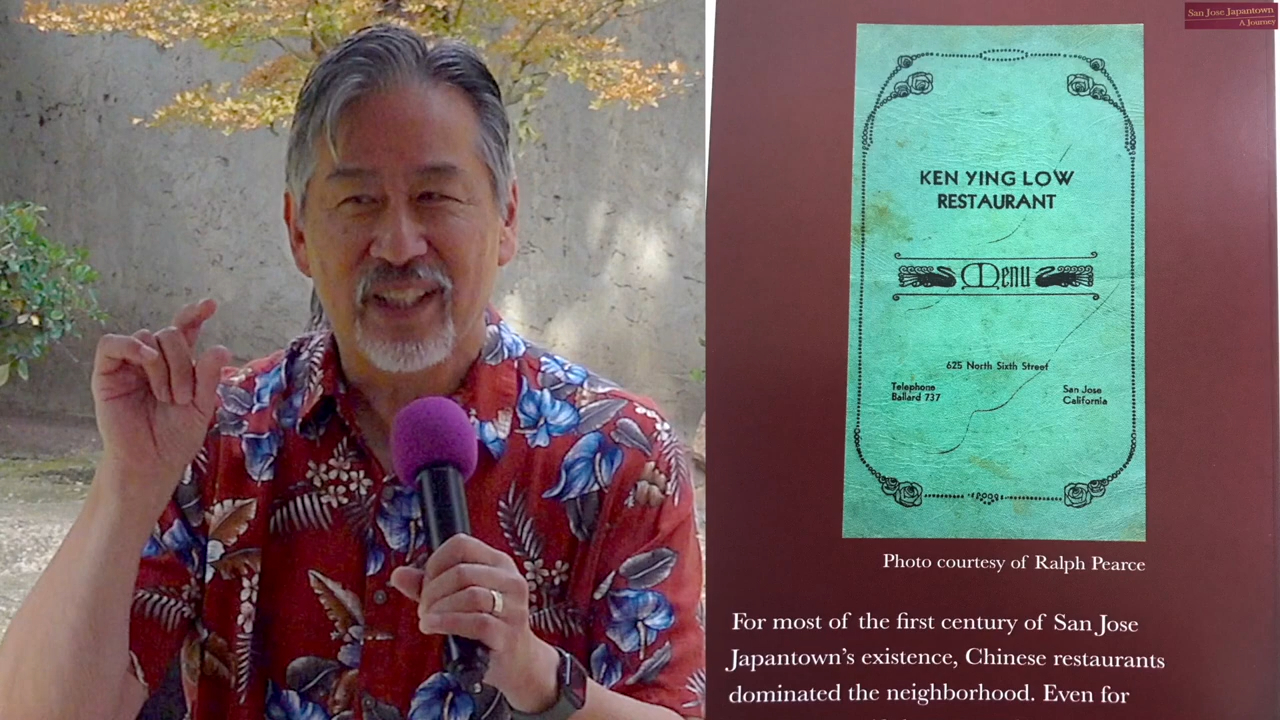 San Jose Japantown
A Journey
KEN YING LOW
RESTAURANT
Menu
625 North Sixth Street
Telephone
Ballard 737
San Jose
California
Photo courtesy of Ralph Pearce
For most of the first century of San Jose
Japantown's existence, Chinese restaurants
dominated the neighborhood. Even for